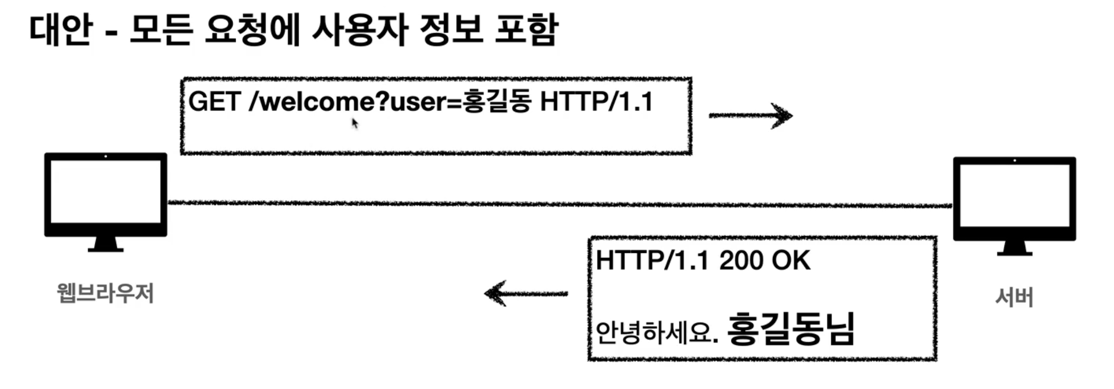 대안 - 모든 요청에 사용자 정보 포함
GET /welcome?user=홍길동 HTTP/1.1
웹브라우저
HTTP/1.1 200 OK
안녕하세요. 홍길동님
서버